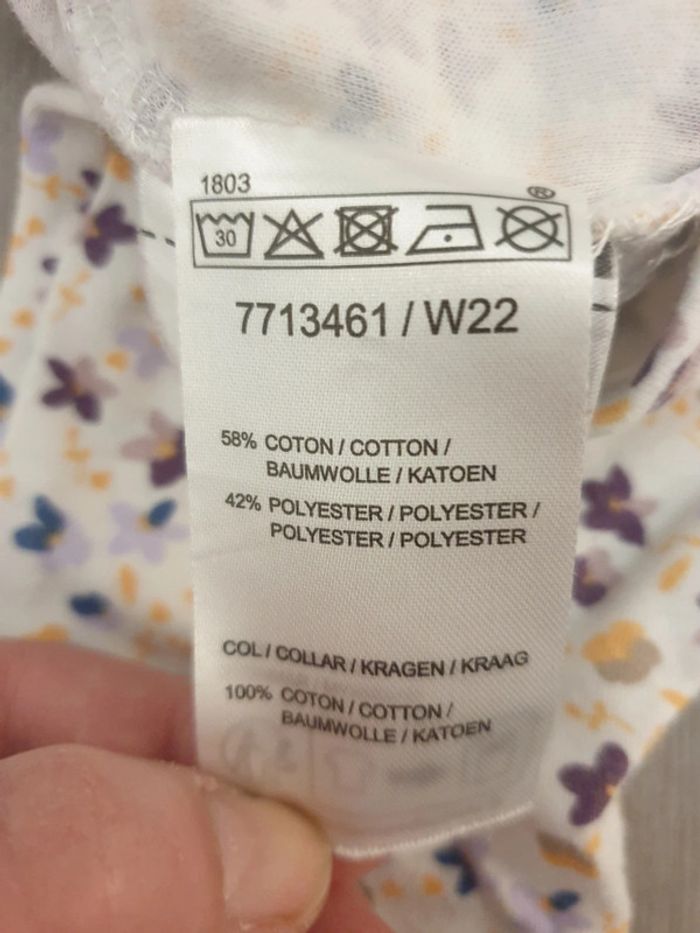 1803
®
30
7713461 / W22
58% COTON / COTTON /
BAUMWOLLE / KATOEN
42% POLYESTER / POLYESTER /
POLYESTER / POLYESTER
COL / COLLAR / KRAGEN / KRAAG
100% COTON / COTTON /
BAUMWOLLE / KATOEN